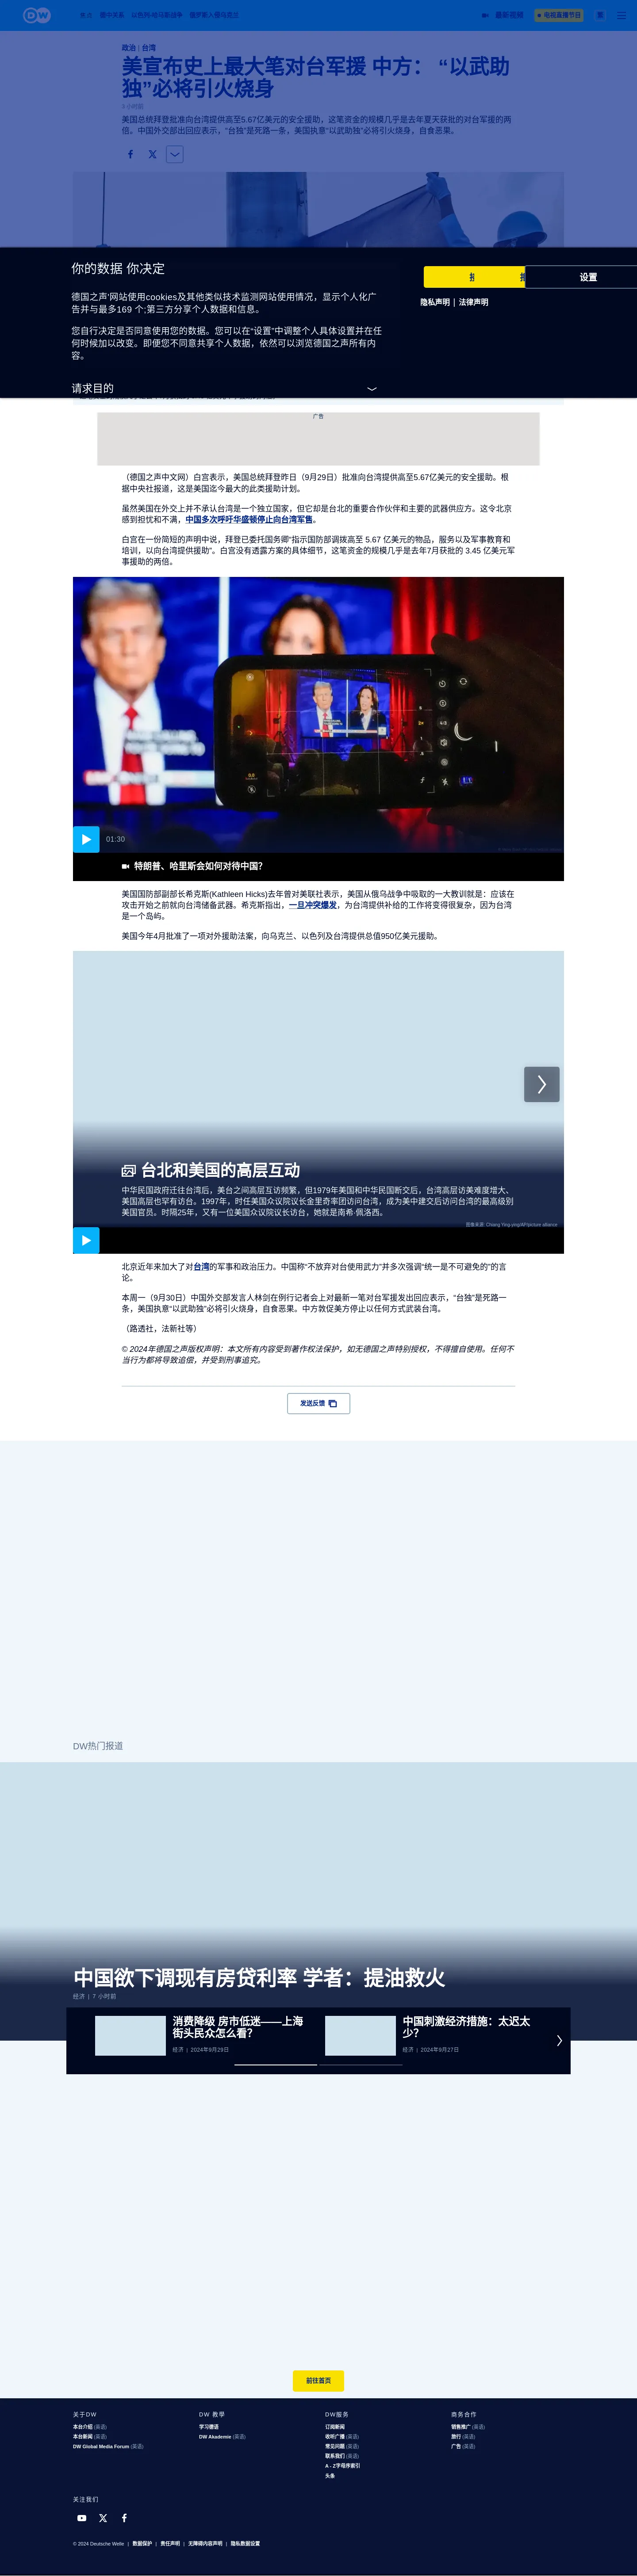 DW
焦点
德中关系
以色列-哈马斯战争
俄罗斯入侵乌克兰
最新视频
电视直播节目
繁
政治 | 台湾
美宣布史上最大笔对台军援 中方： “以武助
独”必将引火烧身
美国总统拜登批准向台湾提供高至5.67亿美元的安全援助，这笔资金的规模几乎是去年夏天获批的对台军援的两
倍。中国外交部出回应表示，“台独”是死路一条，美国执意“以武助独”必将引火烧身，自食恶果。
你的数据 你决定
设置
隐私声明 | 法律声明
德国之声'网站使用cookies及其他类似技术监测网站使用情况，显示个人化广
告并与最多169 个;第三方分享个人数据和信息。
您自行决定是否同意使用您的数据。您可以在“设置”中调整个人具体设置并在任
何时候加以改变。即便您不同意共享个人数据，依然可以浏览德国之声所有内
容。
请求目的
广告
（德国之声中文网）白宫表示，美国总统拜登昨日（9月29日）批准向台湾提供高至5.67亿美元的安全援助。根
据中央社报道，这是美国迄今最大的此类援助计划。
虽然美国在外交上并不承认台湾是一个独立国家，但它却是台北的重要合作伙伴和主要的武器供应方。这令北京
感到担忧和不满，中国多次呼吁华盛顿停止向台湾军售。
白宫在一份简短的声明中说，拜登已委托国务卿“指示国防部调拨高至 5.67 亿美元的物品，服务以及军事教育和
培训，以向台湾提供援助”。白宫没有透露方案的具体细节，这笔资金的规模几乎是去年7月获批的 3.45 亿美元军
事援助的两倍。
01:30
特朗普、哈里斯会如何对待中国？
美国国防部副部长希克斯(Kathleen Hicks)去年曾对美联社表示，美国从俄乌战争中吸取的一大教训就是：应该在
攻击开始之前就向台湾储备武器。希克斯指出，一旦冲突爆发，为台湾提供补给的工作将变得很复杂，因为台湾
是一个岛屿。
美国今年4月批准了一项对外援助法案，向乌克兰、以色列及台湾提供总值950亿美元援助。
台北和美国的高层互动
中华民国政府迁往台湾后，美台之间高层互访频繁，但1979年美国和中华民国断交后，台湾高层访美难度增大、
美国高层也罕有访台。1997年，时任美国众议院议长金里奇率团访问台湾，成为美中建交后访问台湾的最高级别
美国官员。时隔25年，又有一位美国众议院议长访台，她就是南希·佩洛西。
图像来源: Chiang Ying-ying/AP/picture alliance
北京近年来加大了对台湾的军事和政治压力。中国称“不放弃对台使用武力”并多次强调”统一是不可避免的”的言
论。
本周一（9月30日）中国外交部发言人林剑在例行记者会上对最新一笔对台军援发出回应表示，“台独”是死路一
条，美国执意“以武助独”必将引火烧身，自食恶果。中方敦促美方停止以任何方式武装台湾。
（路透社，法新社等）
© 2024年德国之声版权声明：本文所有内容受到著作权法保护，如无德国之声特别授权，不得擅自使用。任何不
当行为都将导致追偿，并受到刑事追究。
发送反馈
DW热门报道
中国欲下调现有房贷利率 学者：提油救火
经济 | 7 小时前
消费降级 房市低迷——上海
街头民众怎么看？
经济 | 2024年9月29日
中国刺激经济措施：太迟太
少？
经济 | 2024年9月27日
前往首页
关于DW
本台介绍 (英语)
本台新闻 (英语)
DW Global Media Forum (英语)
DW 教學
学习德语
DW Akademie (英语)
DW服务
订阅新闻
收听广播 (英语)
常见问题 (英语)
联系我们 (英语)
A - Z字母序索引
头条
商务合作
销售推广 (英语)
旅行 (英语)
广告 (英语)
关注我们
© 2024 Deutsche Welle | 数据保护 | 责任声明 | 无障碍内容声明 | 隐私数据设置